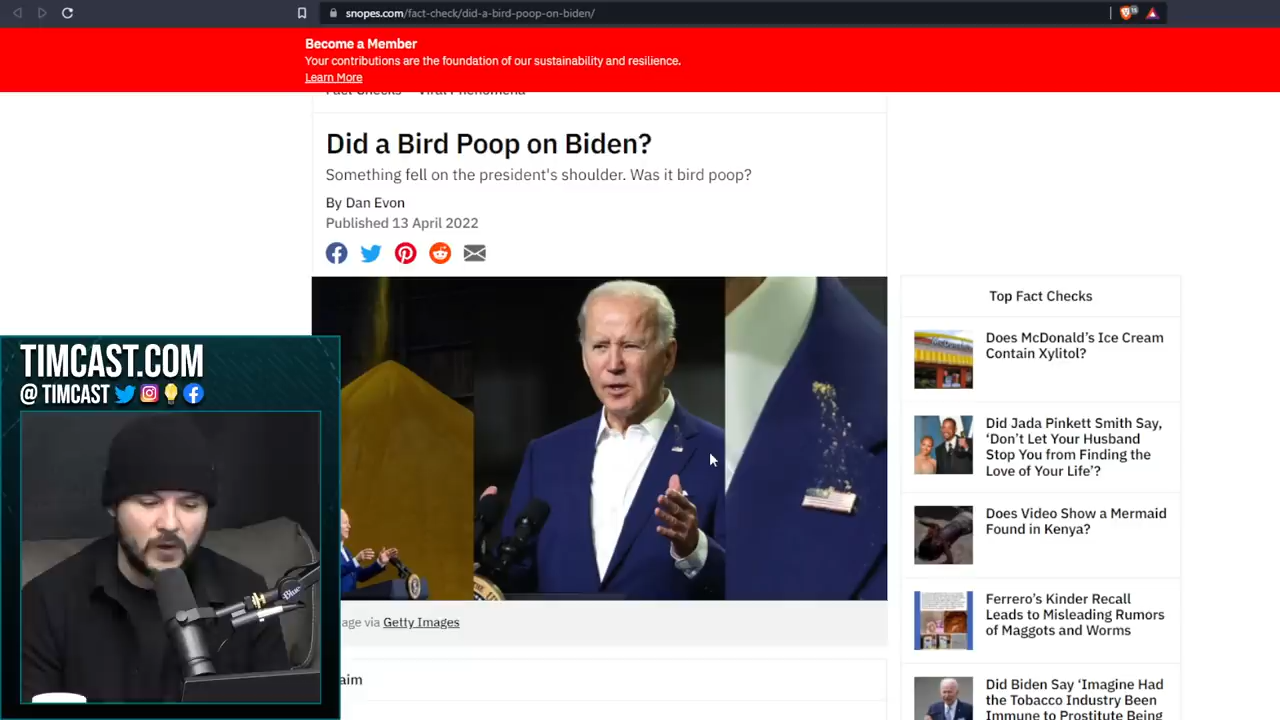 snopes.com/fact-check/did-a-bird-poop-on-biden/
Become a Member
Your contributions are the foundation of our sustainability and resilience.
Learn More
Fact Checks Viral Phenomena
Did a Bird Poop on Biden?
Something fell on the president's shoulder. Was it bird poop?
By Dan Evon
Published 13 April 2022
Top Fact Checks
Does McDonald's Ice Cream
Contain Xylitol?
Did Jada Pinkett Smith Say,
'Don't Let Your Husband
Stop You from Finding the
Love of Your Life'?
Does Video Show a Mermaid
Found in Kenya?
Ferrero's Kinder Recall
Leads to Misleading Rumors
of Maggots and Worms
Did Biden Say 'Imagine Had
the Tobacco Industry Been
Immune to Prostitute Being
age via Getty Images
aim
TIMCAST.COM
@ TIMCAST
Blue